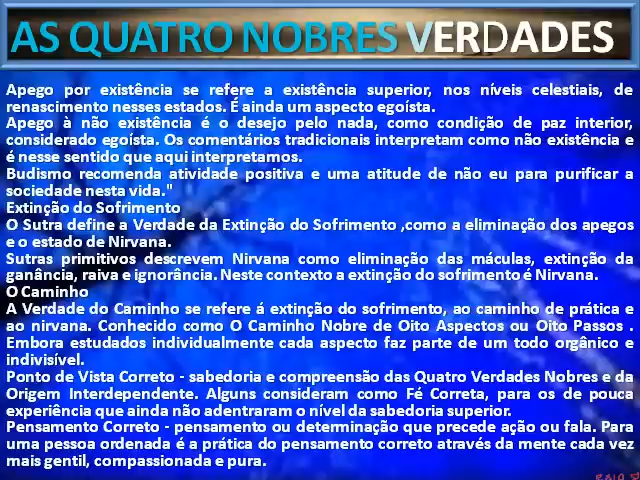 AS QUATRO NOBRES VERDADES
Apego por existência se refere a existência superior, nos níveis celestiais, de
renascimento nesses estados. É ainda um aspecto egoísta.
Apego à não existência é o desejo pelo nada, como condição de paz interior,
considerado egoísta. Os comentários tradicionais interpretam como não existência e
é nesse sentido que aqui interpretamos.
Budismo recomenda atividade positiva e uma atitude de não eu para purificar a
sociedade nesta vida."
Extinção do Sofrimento
O Sutra define a Verdade da Extinção do Sofrimento ,como a eliminação dos apegos
e o estado de Nirvana.
Sutras primitivos descrevem Nirvana como eliminação das máculas, extinção da
ganância, raiva e ignorância. Neste contexto a extinção do sofrimento é Nirvana.
O Caminho
A Verdade do Caminho se refere á extinção do sofrimento, ao caminho de prática e
ao nirvana. Conhecido como O Caminho Nobre de Oito Aspectos ou Oito Passos .
Embora estudados individualmente cada aspecto faz parte de um todo orgânico e
indivisível.
Ponto de Vista Correto - sabedoria e compreensão das Quatro Verdades Nobres e da
Origem Interdependente. Alguns consideram como Fé Correta, para os de pouca
experiência que ainda não adentraram o nível da sabedoria superior.
Pensamento Correto - pensamento ou determinação que precede ação ou fala. Para
uma pessoa ordenada é a prática do pensamento correto através da mente cada vez
mais gentil, compassionada e pura.